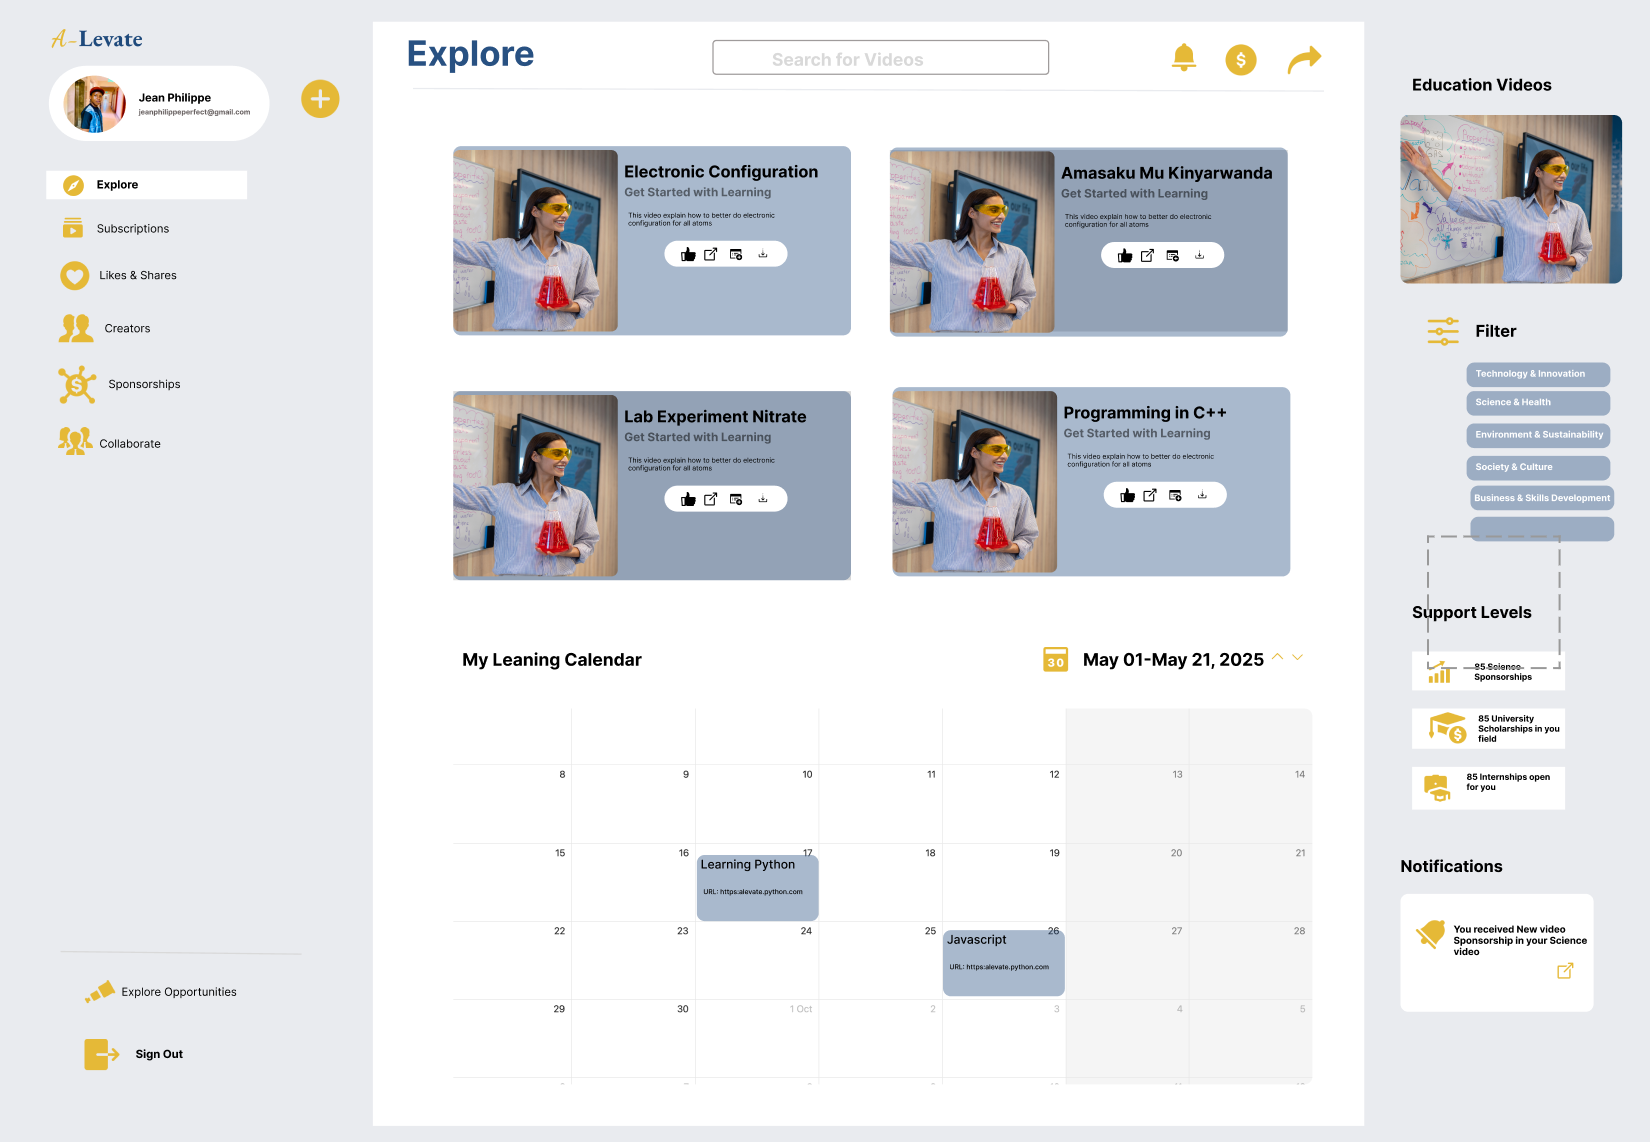 A-Levate
Jean Philippe
jeanphilippeperfect@gmail.com
Explore
Subscriptions
Likes & Shares
Creators
Sponsorships
Collaborate
Explore Opportunities
Sign Out
Explore
Search for Videos
$
Electronic Configuration
Get Started with Learning
This video explain how to better do electronic
configuration for all atoms
Amasaku Mu Kinyarwanda
Get Started with Learning
This video explain how to better do electronic
configuration for all atoms
Lab Experiment Nitrate
Get Started with Learning
This video explain how to better do electronic
configuration for all atoms
Programming in C++
Get Started with Learning
This video explain how to better do electronic
configuration for all atoms
My Leaning Calendar
30
May 01-May 21, 2025
8 9 10 11 12 13 14
15 16 17 18 19 20 21
Learning Python
URL: https:alevate.python.com
22 23 24 25 26 27 28
Javascript
URL: https:alevate.python.com
29 30 1 Oct 2 3 4 5
Education Videos
Filter
Technology & Innovation
Science & Health
Environment & Sustainability
Society & Culture
Business & Skills Development
Support Levels
85 Science
Sponsorships
85 University
Scholarships in you
field
85 Internships open
for you
Notifications
You received New video
Sponsorship in your Science
video